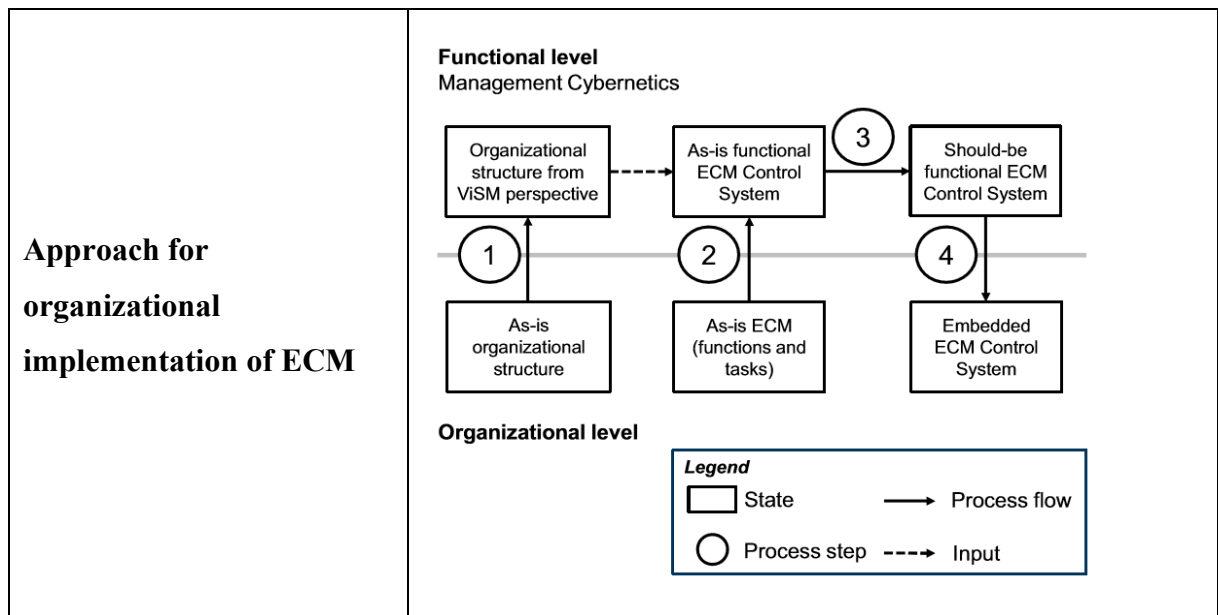 Approach for
organizational
implementation of ECM
Functional level
Management Cybernetics
Organizational
structure from
ViSM perspective
As-is functional
ECM Control
System
3
Should-be
functional ECM
Control System
1
2
4
As-is
organizational
structure
As-is ECM
(functions and
tasks)
Embedded
ECM Control
System
Organizational level
Legend
State
Process flow
Process step
Input